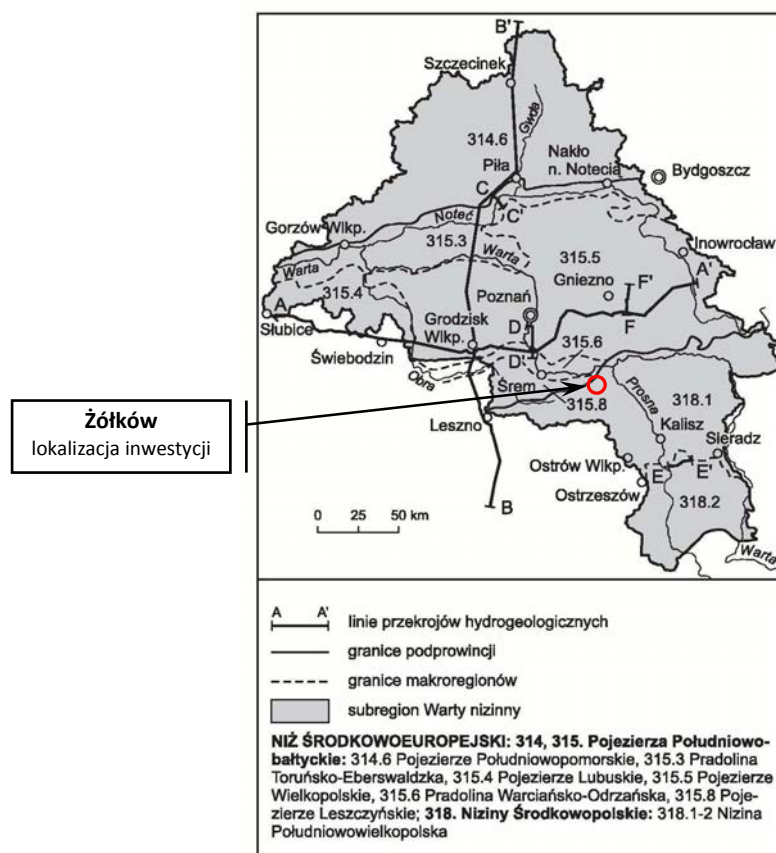 B'
Szczecinek
Gwda
314.6
Piła
Nakło
n. Notecią
Bydgoszcz
C
C'
Noteć
Gorzów Wlkp.
315.3
Warta
315.5
Inowrocław
Warta
Gniezno
F'
A'
315.4
Poznań
A
D
F
Słubice
Grodzisk
Wlkp.
D'
315.6
Świebodzin
Obra
Śrem
Prosna
318.1
Żółków
lokalizacja inwestycji
Leszno
315.8
Kalisz
Sieradz
Ostrów Wlkp.
E
E'
Ostrzeszów
B
318.2
0 25 50 km
Warta
A A'
linie przekrojów hydrogeologicznych
granice podprowincji
granice makroregionów
subregion Warty nizinny
NIŻ ŚRODKOWOEUROPEJSKI: 314, 315. Pojezierza Południowo-
bałtyckie: 314.6 Pojezierze Południowopomorskie, 315.3 Pradolina
Toruńsko-Eberswaldzka, 315.4 Pojezierze Lubuskie, 315.5 Pojezierze
Wielkopolskie, 315.6 Pradolina Warciańsko-Odrzańska, 315.8 Poje-
zierze Leszczyńskie; 318. Niziny Środkowopolskie: 318.1-2 Nizina
Południowowielkopolska